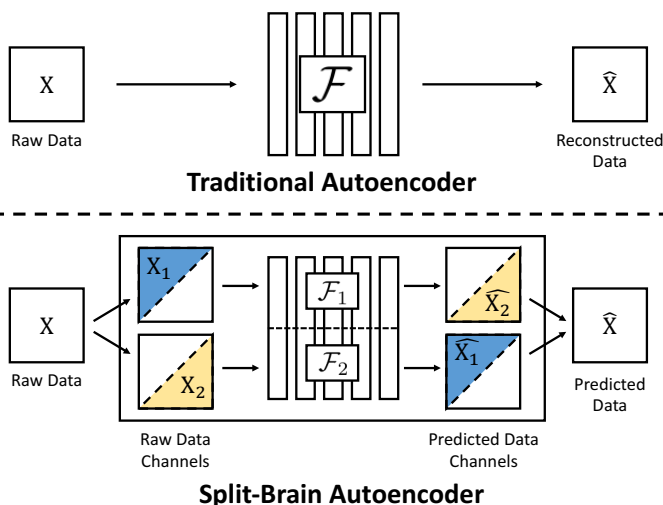 X
ℱ
X̂
Raw Data
Reconstructed
Data
Traditional Autoencoder
X₁
ℱ₁
X̂₂
X
X̂
X₂
ℱ₂
X̂₁
Raw Data
Predicted
Data
Raw Data
Channels
Predicted Data
Channels
Split-Brain Autoencoder